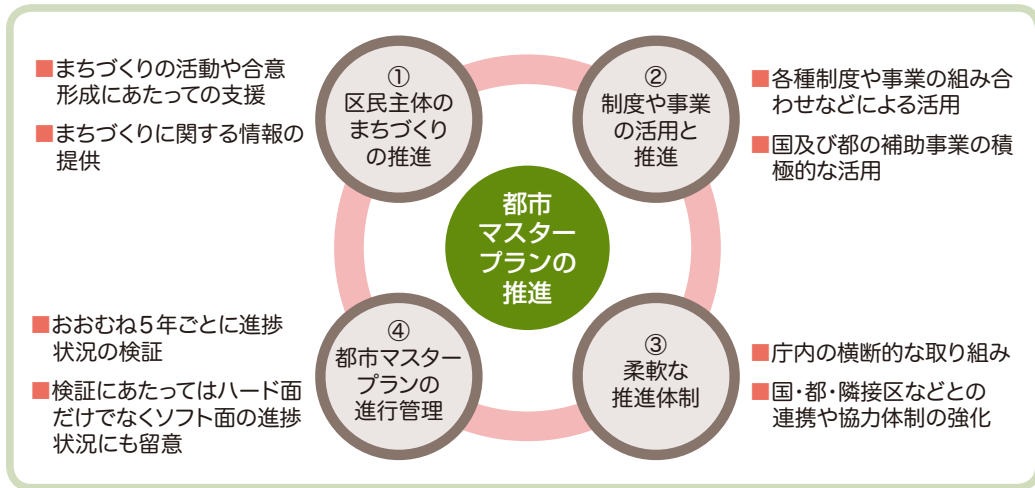 ■まちづくりの活動や合意
形成にあたっての支援
■まちづくりに関する情報の
提供
①
区民主体の
まちづくり
の推進
②
制度や事業
の活用と
推進
■各種制度や事業の組み合
わせなどによる活用
■国及び都の補助事業の積
極的な活用
都市
マスター
プランの
推進
■おおむね5年ごとに進捗
状況の検証
■検証にあたってはハード面
だけでなくソフト面の進捗
状況にも留意
④
都市マスター
プランの
進行管理
③
柔軟な
推進体制
■庁内の横断的な取り組み
■国・都・隣接区などとの
連携や協力体制の強化